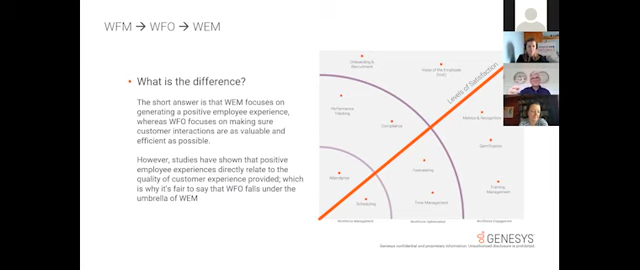 WFM → WFO → WEM
• What is the difference?
The short answer is that WEM focuses on
generating a positive employee experience,
whereas WFO focuses on making sure
customer interactions are as valuable and
efficient as possible.
However, studies have shown that positive
employee experiences directly relate to the
quality of customer experience provided; which
is why it's fair to say that WFO falls under the
umbrella of WEM
Onboarding &
Recruitment
Voice of the Employee
(VoE)
Levels of Satisfaction
Performance
Tracking
Compliance
Motivation & Recognition
Gamification
Forecasting
Attendance
Training
Management
Scheduling
Time Management
Workforce Management
Workforce Optimization
Workforce Engagement
GENESYS
Genesys confidential and proprietary information. Unauthorized disclosure is prohibited.